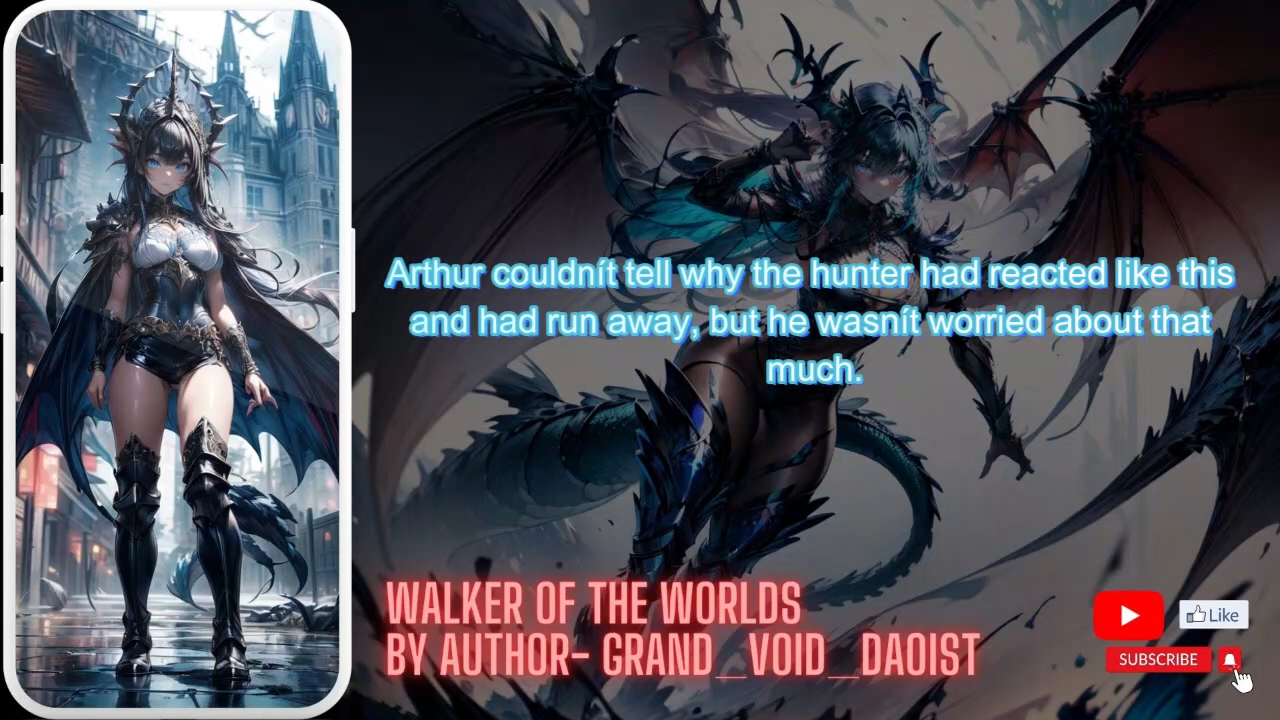 Arthur couldnít tell why the hunter had reacted like this
and had run away, but he wasnít worried about that
much.
WALKER OF THE WORLDS
BY AUTHOR- GRAND_VOID_DAOIST
Like
SUBSCRIBE